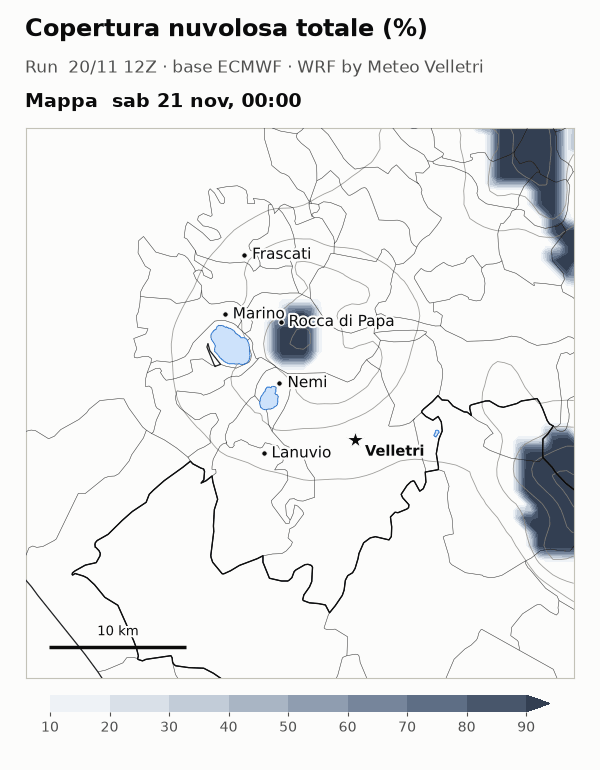 Copertura nuvolosa totale (%)
Run  20/11 12Z · base ECMWF · WRF by Meteo Velletri
Mappa  sab 21 nov, 00:00
Frascati
Marino
Rocca di Papa
Nemi
Velletri
Lanuvio
10 km
10 20 30 40 50 60 70 80 90